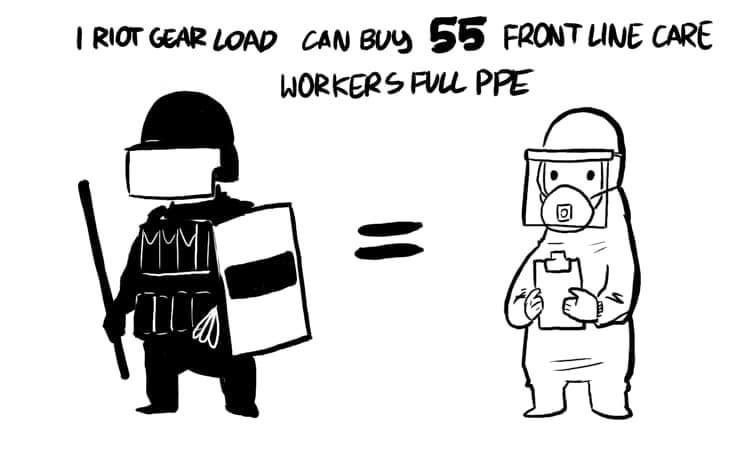 1 RIOT GEAR LOAD CAN BUY 55 FRONT LINE CARE
WORKERS FULL PPE